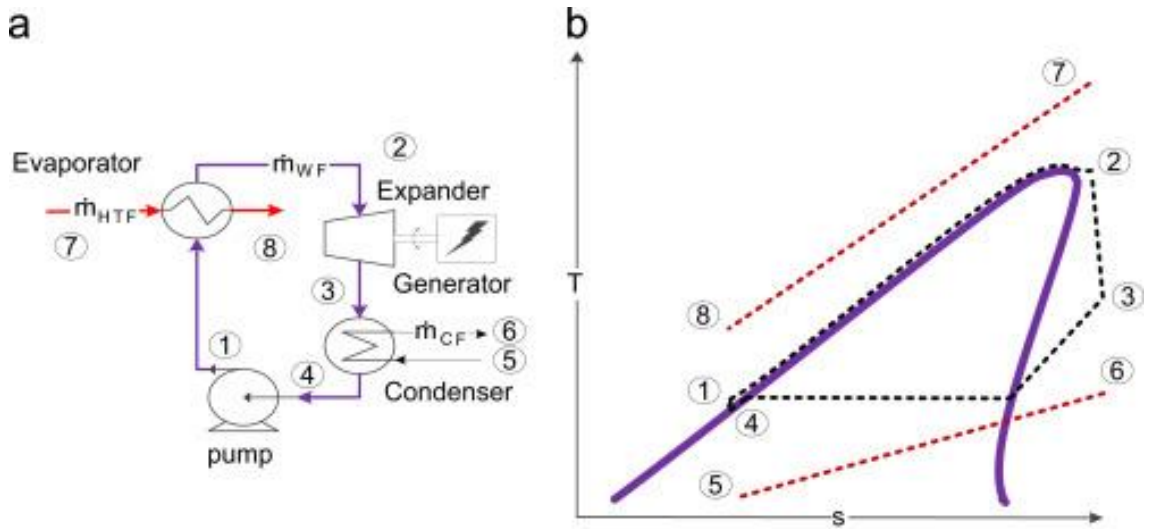 a
②
Evaporator
ṁWF
Expander
ṁHTF
⑦
⑧
Generator
③
ṁCF
⑥
⑤
①
④
Condenser
pump
b
⑦
②
T
③
⑧
①
⑥
④
⑤
s